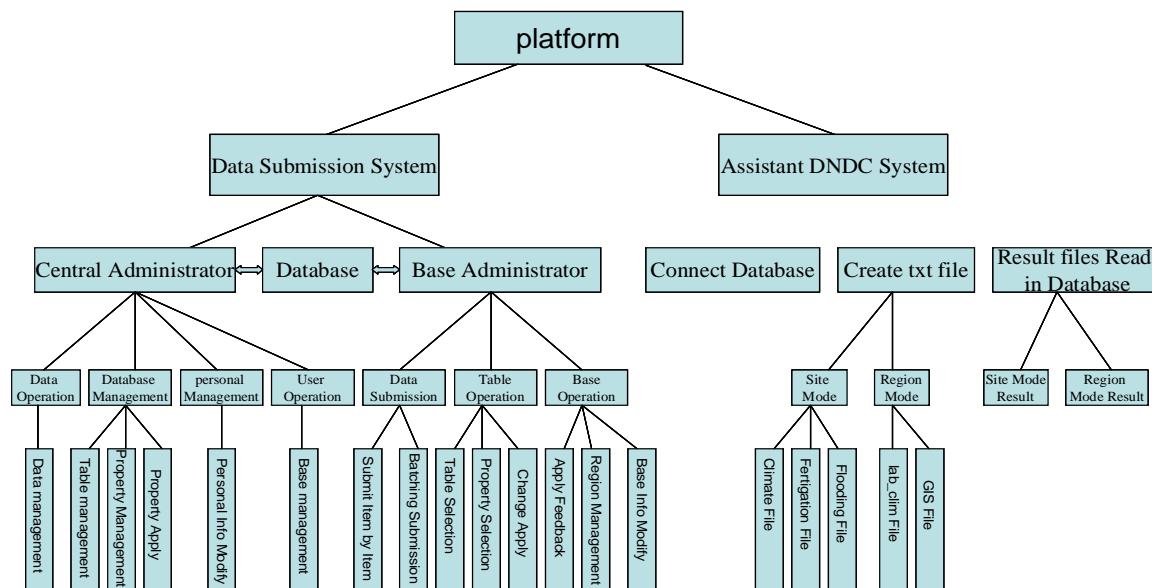 platform
Data Submission System
Assistant DNDC System
Central Administrator
Database
Base Administrator
Connect Database
Create txt file
Result files Read
in Database
Data
Operation
Database
Management
personal
Management
User
Operation
Data
Submission
Table
Operation
Base
Operation
Site
Mode
Region
Mode
Site Mode
Result
Region
Mode Result
Data management
Table management
Property Management
Property Apply
Personal Info Modify
Base management
Submit Item by Item
Batching Submission
Table Selection
Property Selection
Change Apply
Apply Feedback
Region Management
Base Info Modify
Climate File
Fertigation File
Flooding File
lab_clim File
GIS File